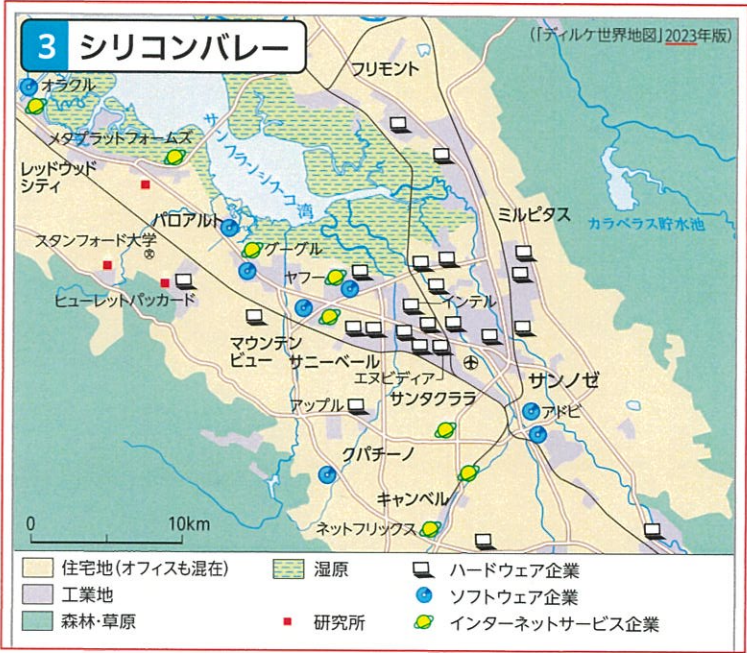 3 シリコンバレー
(「ディルケ世界地図」2023年版)
フリモント
オラクル
メタプラットフォームズ
サンフランシスコ湾
レッドウッド
シティ
ミルピタス
カラベラス貯水池
パロアルト
スタンフォード大学
グーグル
ヤフー
ヒューレットパッカード
インテル
マウンテン
ビュー
サニーベール
エヌビディア
サンタクララ
サンノゼ
アップル
アドビ
クパチーノ
キャンベル
ネットフリックス
0 10km
住宅地(オフィスも混在)
湿原
ハードウェア企業
工業地
ソフトウェア企業
森林・草原
研究所
インターネットサービス企業